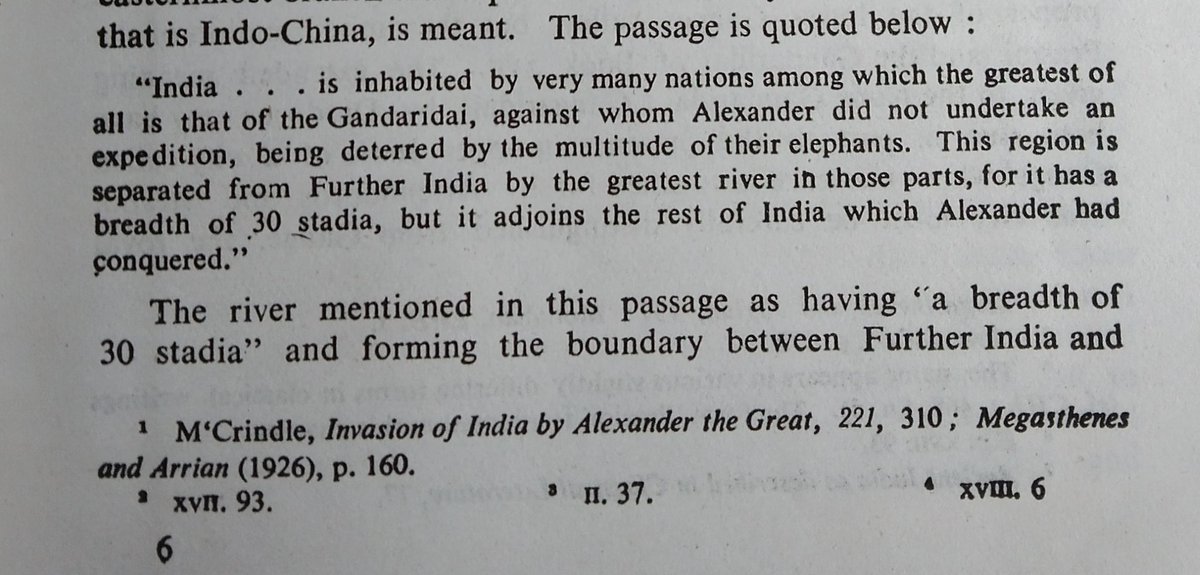 that is Indo-China, is meant. The passage is quoted below :
“India . . . is inhabited by very many nations among which the greatest of
all is that of the Gandaridai, against whom Alexander did not undertake an
expedition, being deterred by the multitude of their elephants. This region is
separated from Further India by the greatest river in those parts, for it has a
breadth of 30 stadia, but it adjoins the rest of India which Alexander had
conquered.”
The river mentioned in this passage as having “a breadth of
30 stadia” and forming the boundary between Further India and
¹ M‘Crindle, Invasion of India by Alexander the Great, 221, 310 ; Megasthenes
and Arrian (1926), p. 160.
² XVII. 93. ³ II. 37. ⁴ XVIII. 6
6